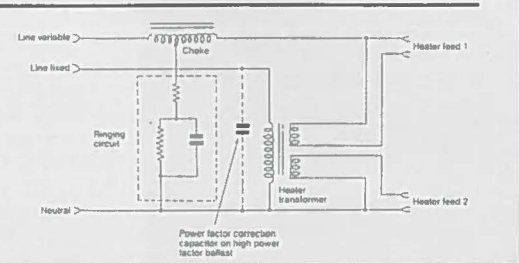 Line variable
Choke
Heater feed 1
Line fixed
Ringing
circuit
Heater
transformer
Heater feed 2
Neutral
Power factor correction
capacitor on high power
factor ballast